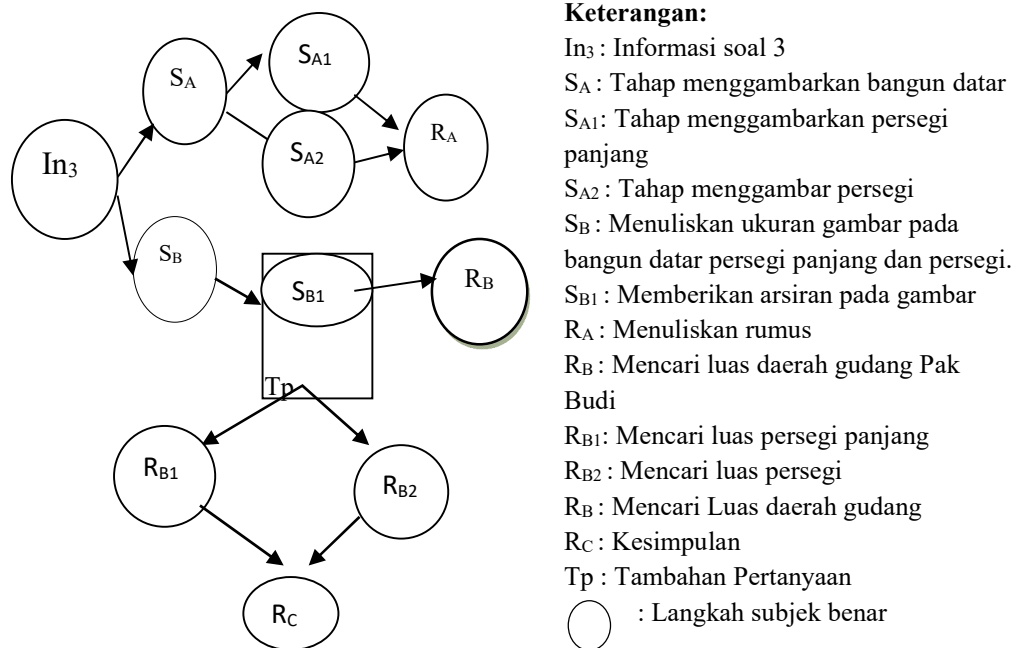 In3
SA
SA1
SA2
RA
SB
SB1
RB
Tp
RB1
RB2
RC
Keterangan:
In3 : Informasi soal 3
SA : Tahap menggambarkan bangun datar
SA1: Tahap menggambarkan persegi
panjang
SA2 : Tahap menggambar persegi
SB : Menuliskan ukuran gambar pada
bangun datar persegi panjang dan persegi.
SB1 : Memberikan arsiran pada gambar
RA : Menuliskan rumus
RB : Mencari luas daerah gudang Pak
Budi
RB1: Mencari luas persegi panjang
RB2 : Mencari luas persegi
RB : Mencari Luas daerah gudang
RC : Kesimpulan
Tp : Tambahan Pertanyaan
: Langkah subjek benar